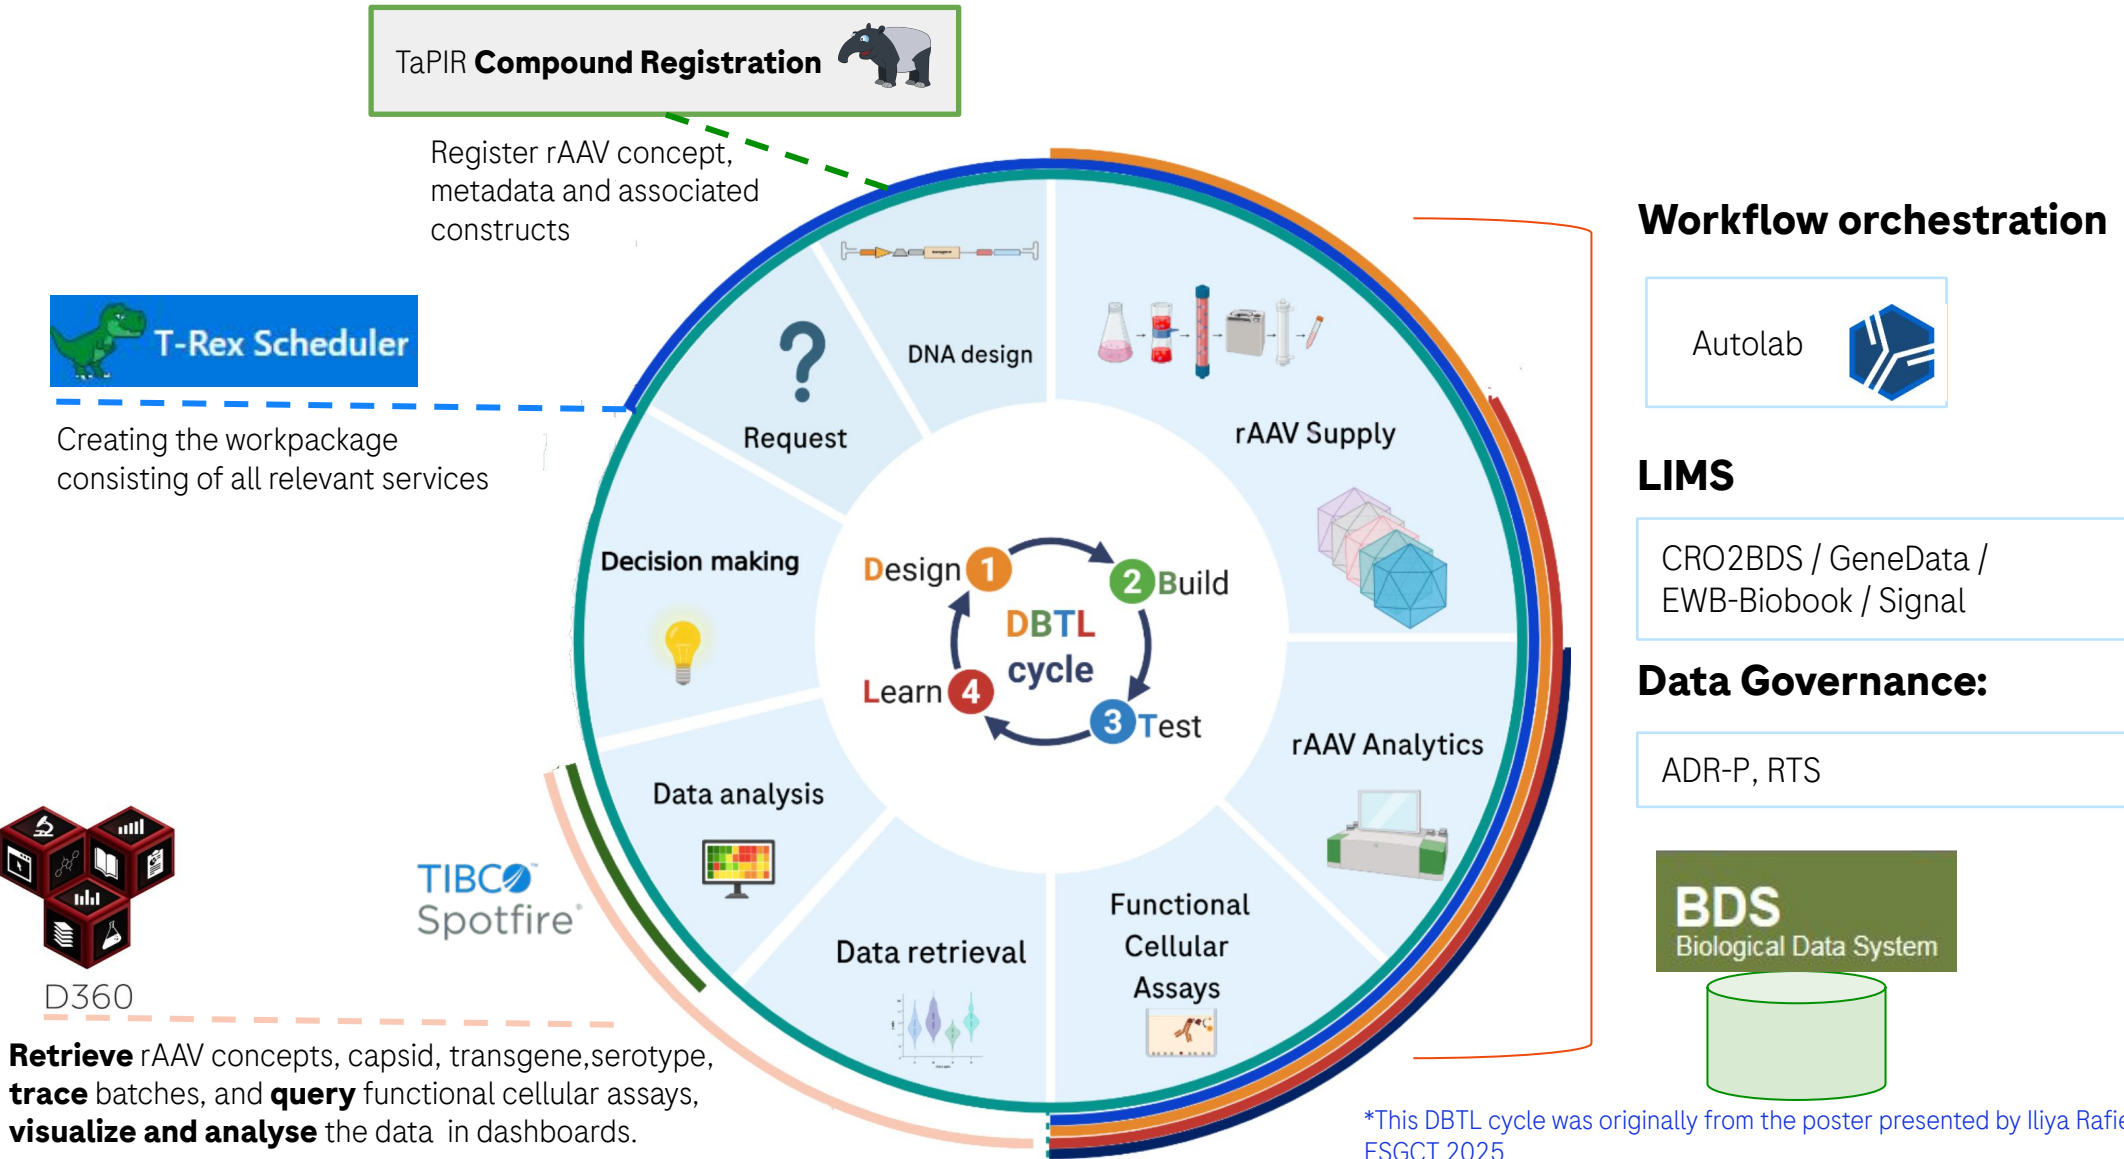 TaPIR Compound Registration
Register rAAV concept,
metadata and associated
constructs
T-Rex Scheduler
Creating the workpackage
consisting of all relevant services
DNA design
Request
rAAV Supply
Decision making
Design 1
2 Build
DBTL
cycle
Learn 4
3 Test
rAAV Analytics
Data analysis
Functional
Cellular
Assays
Data retrieval
TIBCO™
Spotfire®
D360
Retrieve rAAV concepts, capsid, transgene,serotype,
trace batches, and query functional cellular assays,
visualize and analyse the data in dashboards.
Workflow orchestration
Autolab
LIMS
CRO2BDS / GeneData /
EWB-Biobook / Signal
Data Governance:
ADR-P, RTS
BDS
Biological Data System
*This DBTL cycle was originally from the poster presented by Iliya
ESGCT 2025